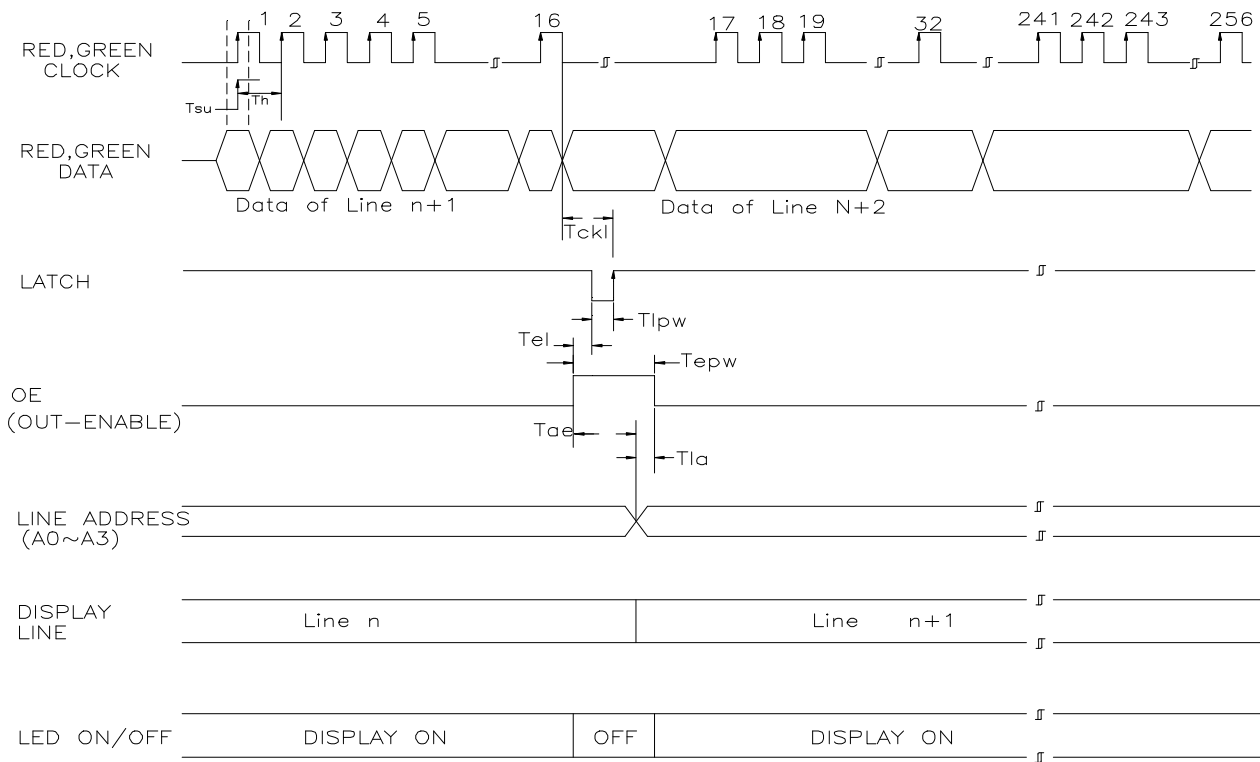 1 2 3 4 5 16 17 18 19 32 241 242 243 256
RED,GREEN
CLOCK
Tsu
Th
RED,GREEN
DATA
Data of Line n+1
Data of Line N+2
Tckl
LATCH
Tlpw
Tel
Tepw
OE
(OUT-ENABLE)
Tae
Tla
LINE ADDRESS
(A0~A3)
DISPLAY
LINE
Line n
Line n+1
LED ON/OFF
DISPLAY ON
OFF
DISPLAY ON